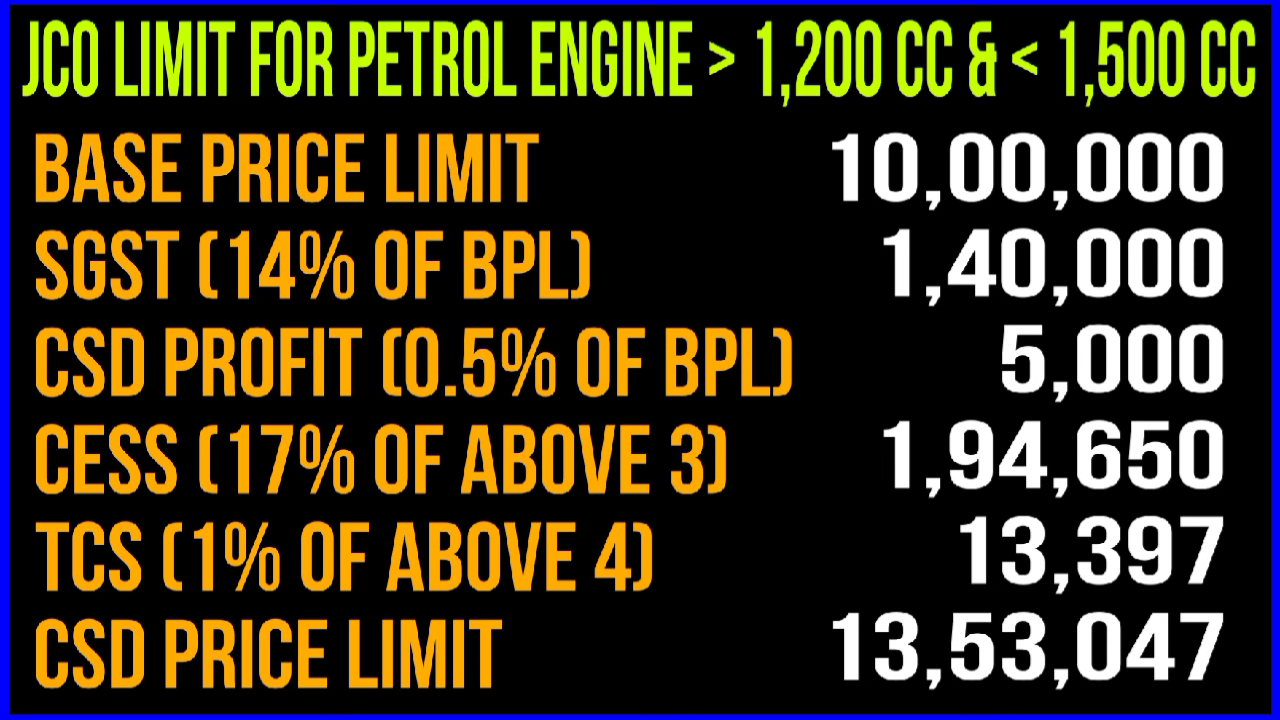 JCO LIMIT FOR PETROL ENGINE > 1,200 CC & < 1,500 CC
BASE PRICE LIMIT 10,00,000
SGST (14% OF BPL) 1,40,000
CSD PROFIT (0.5% OF BPL) 5,000
CESS (17% OF ABOVE 3) 1,94,650
TCS (1% OF ABOVE 4) 13,397
CSD PRICE LIMIT 13,53,047